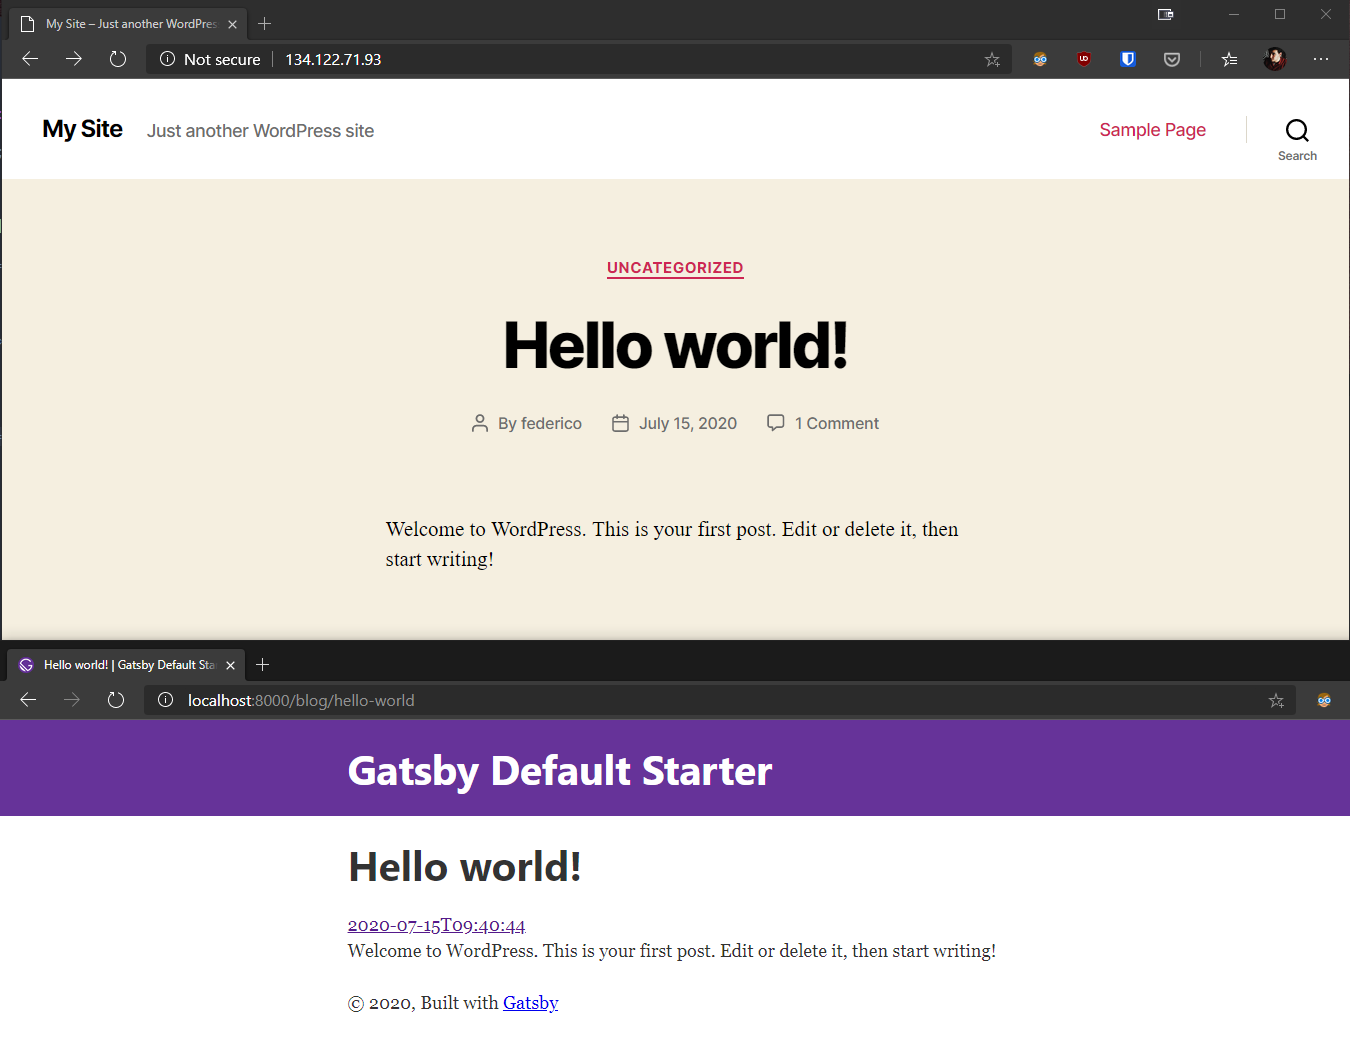 My Site – Just another WordPres
Not secure 134.122.71.93
My Site Just another WordPress site Sample Page
Search
UNCATEGORIZED
Hello world!
By federico July 15, 2020 1 Comment
Welcome to WordPress. This is your first post. Edit or delete it, then
start writing!
Hello world! | Gatsby Default Sta
localhost:8000/blog/hello-world
Gatsby Default Starter
Hello world!
2020-07-15T09:40:44
Welcome to WordPress. This is your first post. Edit or delete it, then start writing!
© 2020, Built with Gatsby